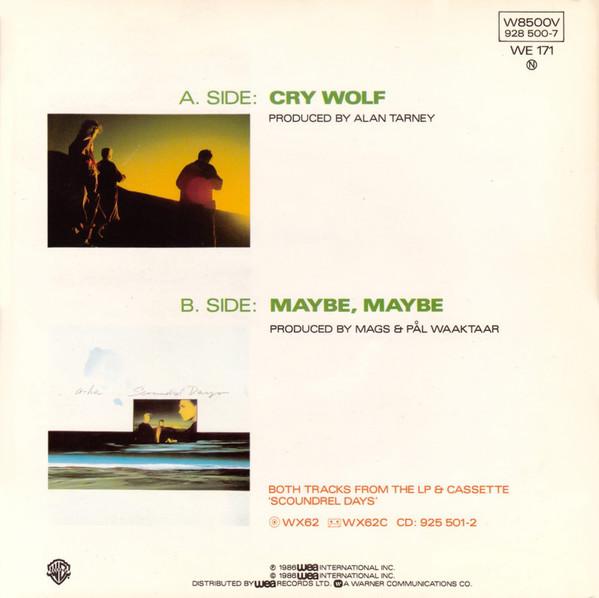 W8500V
928 500-7
WE 171
N
A. SIDE: CRY WOLF
PRODUCED BY ALAN TARNEY
B. SIDE: MAYBE, MAYBE
PRODUCED BY MAGS & PÅL WAAKTAAR
a-ha Scoundrel Days
BOTH TRACKS FROM THE LP & CASSETTE
'SCOUNDREL DAYS'
WX62 WX62C CD: 925 501-2
℗ 1986 wea INTERNATIONAL INC.
© 1986 wea INTERNATIONAL INC.
DISTRIBUTED BY wea RECORDS LTD. A WARNER COMMUNICATIONS CO.